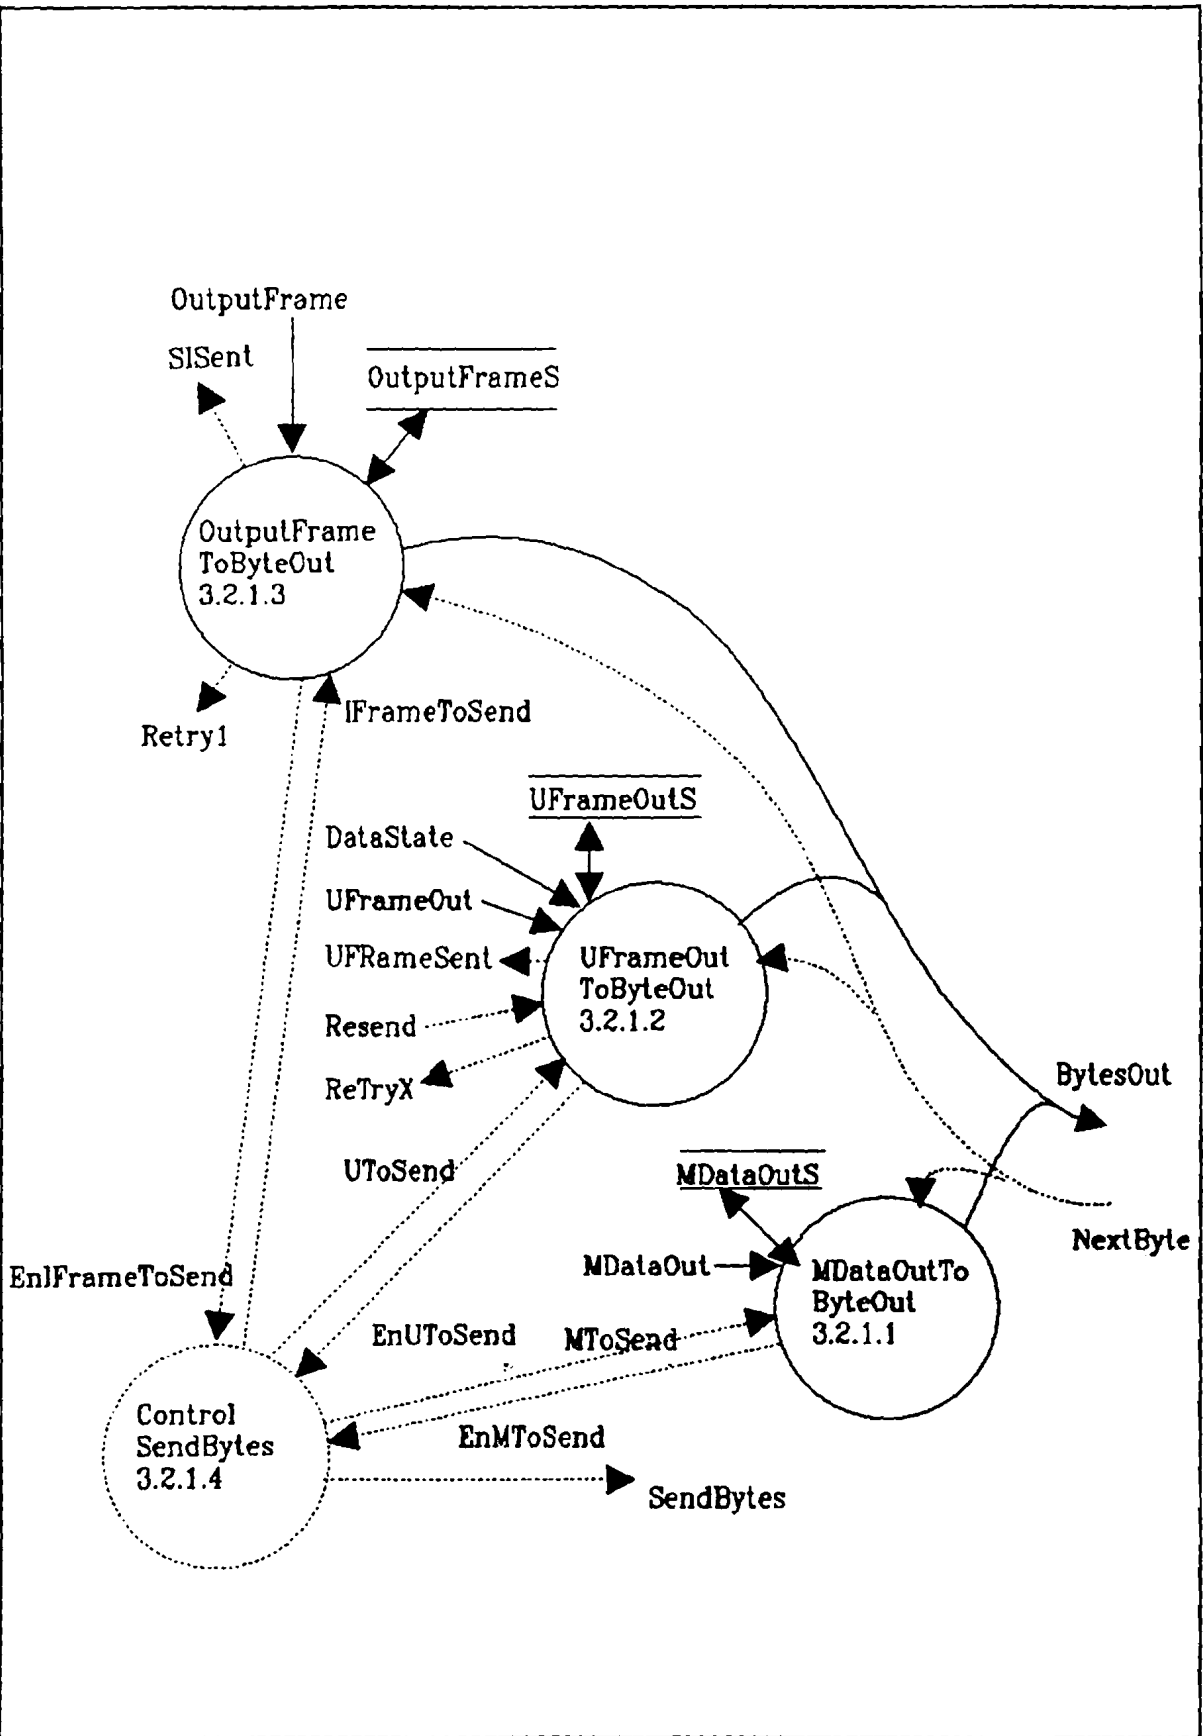 OutputFrame
SISent
OutputFrameS
OutputFrame
ToByteOut
3.2.1.3
Retry1
IFrameToSend
UFrameOutS
DataState
UFrameOut
UFRameSent
Resend
ReTryX
UFrameOut
ToByteOut
3.2.1.2
BytesOut
UToSend
MDataOutS
NextByte
MDataOut
MDataOutTo
ByteOut
3.2.1.1
EnIFrameToSend
EnUToSend
MToSend
Control
SendBytes
3.2.1.4
EnMToSend
SendBytes